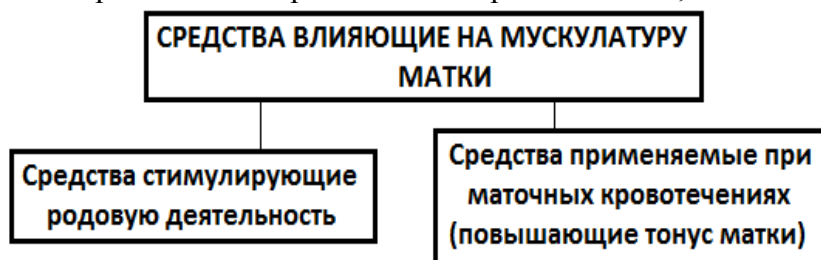 СРЕДСТВА ВЛИЯЮЩИЕ НА МУСКУЛАТУРУ
МАТКИ
Средства стимулирующие
родовую деятельность
Средства применяемые при
маточных кровотечениях
(повышающие тонус матки)